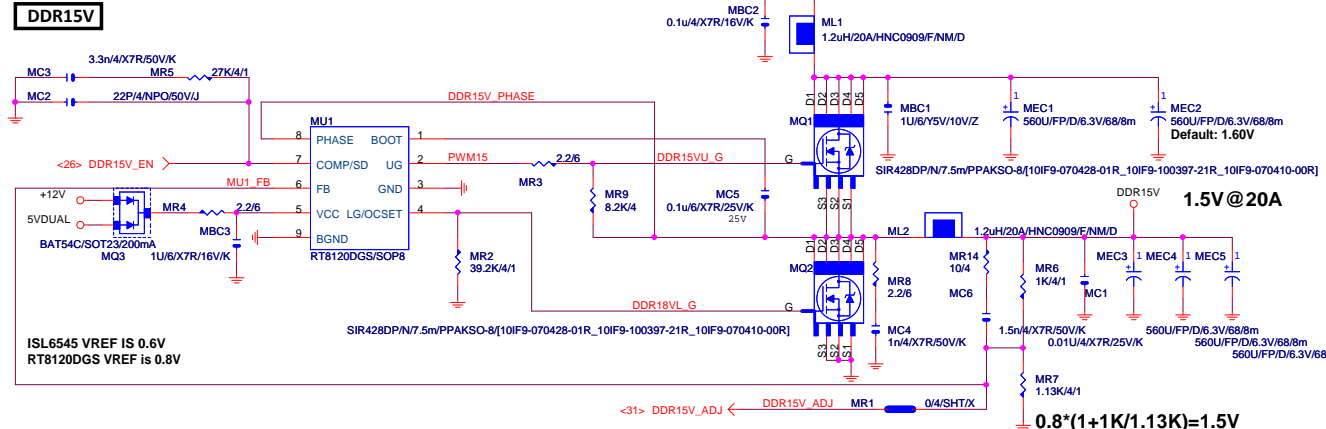 DDR15V
MBC2
0.1u/4/X7R/16V/K
ML1
1.2uH/20A/HNC0909/F/NM/D
3.3n/4/X7R/50V/K
MC3
MR5
27K/4/1
MC2
22P/4/NPO/50V/J
DDR15V_PHASE
D1
D2
D3
D4
D5
MBC1
1U/6/Y5V/10V/Z
1
MEC1
560U/FP/D/6.3V/68/8m
1
MEC2
560U/FP/D/6.3V/68/8m
Default: 1.60V
MU1
MQ1
8 PHASE BOOT 1
<26> DDR15V_EN
7 COMP/SD UG 2
PWM15
2.2/6
MR3
DDR15VU_G
G
SIR428DP/N/7.5m/PPAKSO-8/[10IF9-070428-01R_10IF9-100397-21R_10IF9-070410-00R]
MU1_FB
6 FB GND 3
+12V
5VDUAL
MR4
2.2/6
5 VCC LG/OCSET 4
MBC3
1U/6/X7R/16V/K
9 BGND
RT8120DGS/SOP8
BAT54C/SOT23/200mA
MQ3
MR9
8.2K/4
MC5
0.1u/6/X7R/25V/K
25V
S3
S2
S1
DDR15V
1.5V@20A
MR2
39.2K/4/1
D1
D2
D3
D4
D5
ML2
1.2uH/20A/HNC0909/F/NM/D
MQ2
MR8
2.2/6
MR14
10/4
MR6
1K/4/1
MC6
MC1
MEC3
1
MEC4
1
MEC5
1
DDR18VL_G
G
SIR428DP/N/7.5m/PPAKSO-8/[10IF9-070428-01R_10IF9-100397-21R_10IF9-070410-00R]
MC4
1n/4/X7R/50V/K
1.5n/4/X7R/50V/K
0.01U/4/X7R/25V/K
560U/FP/D/6.3V/68/8m
560U/FP/D/6.3V/68/8m
560U/FP/D/6.3V/68
S3
S2
S1
ISL6545 VREF IS 0.6V
RT8120DGS VREF is 0.8V
MR7
1.13K/4/1
<31> DDR15V_ADJ
DDR15V_ADJ
MR1
0/4/SHT/X
0.8*(1+1K/1.13K)=1.5V